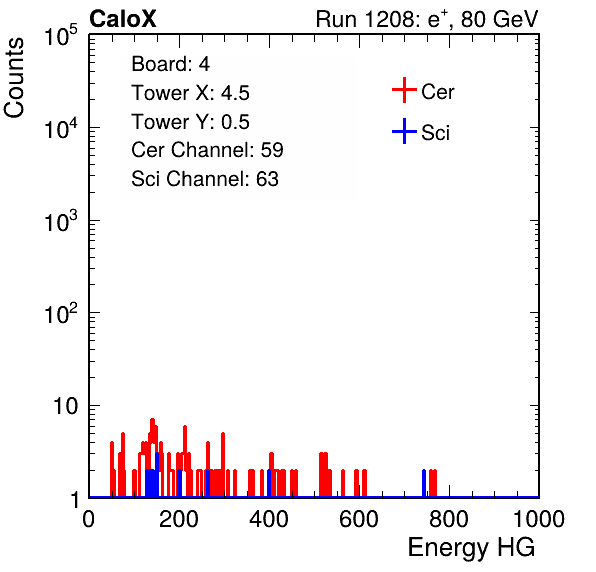 CaloX Run 1208: e⁺, 80 GeV
Counts
10⁵
10⁴
10³
10²
10
1
Board: 4
Tower X: 4.5
Tower Y: 0.5
Cer Channel: 59
Sci Channel: 63
Cer
Sci
0 200 400 600 800 1000
Energy HG